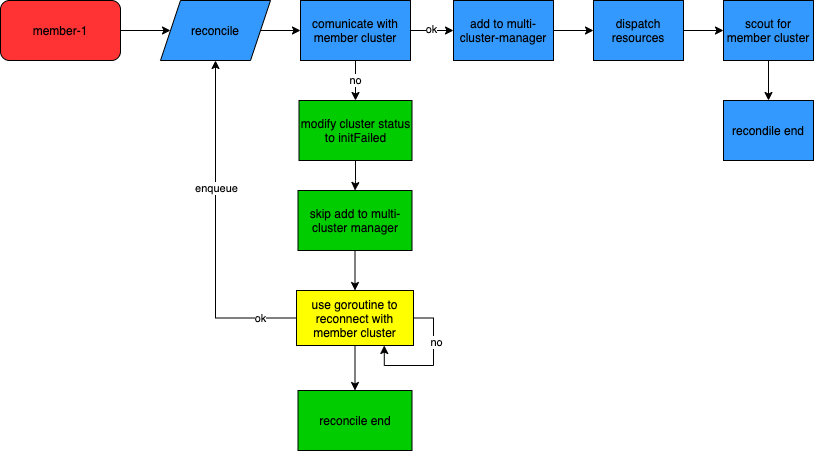 member-1
reconcile
comunicate with
member cluster
ok
add to multi-
cluster-manager
dispatch
resources
scout for
member cluster
no
modify cluster status
to initFailed
recondile end
enqueue
skip add to multi-
cluster manager
use goroutine to
reconnect with
member cluster
ok
no
reconcile end